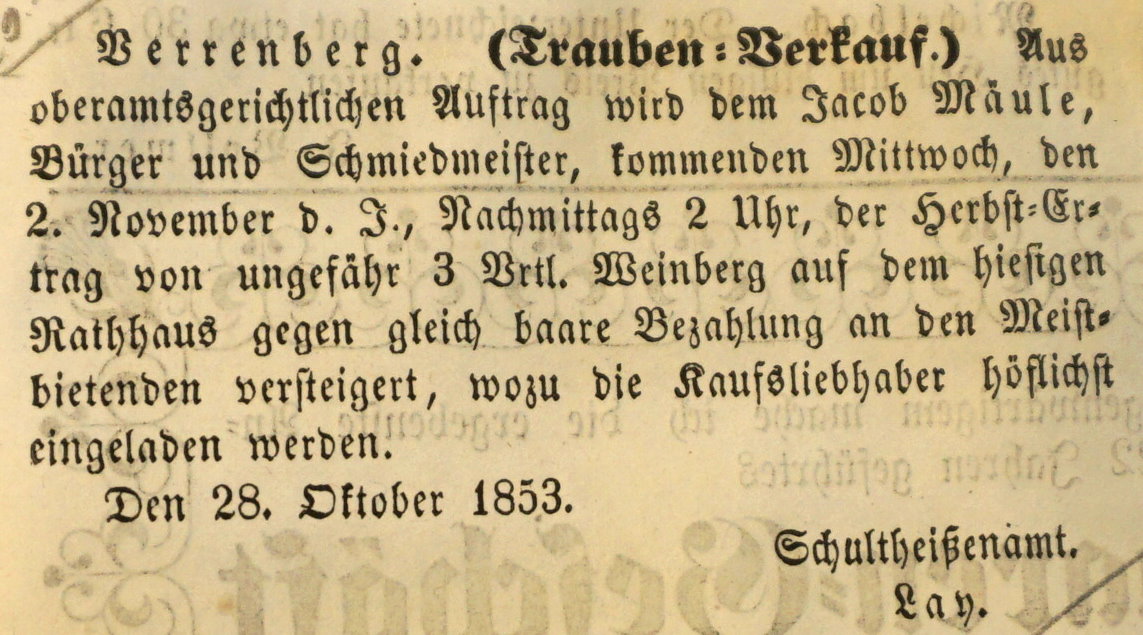 Verrenberg. (Trauben-Verkauf.) Aus
oberamtsgerichtlichen Auftrag wird dem Jacob Mäule,
Bürger und Schmiedmeister, kommenden Mittwoch, den
2. November d. J., Nachmittags 2 Uhr, der Herbst-Er-
trag von ungefähr 3 Vrtl. Weinberg auf dem hiesigen
Rathhaus gegen gleich baare Bezahlung an den Meist-
bietenden versteigert, wozu die Kaufsliebhaber höflichst
eingeladen werden.
Den 28. Oktober 1853.
Schultheißenamt.
Lay.